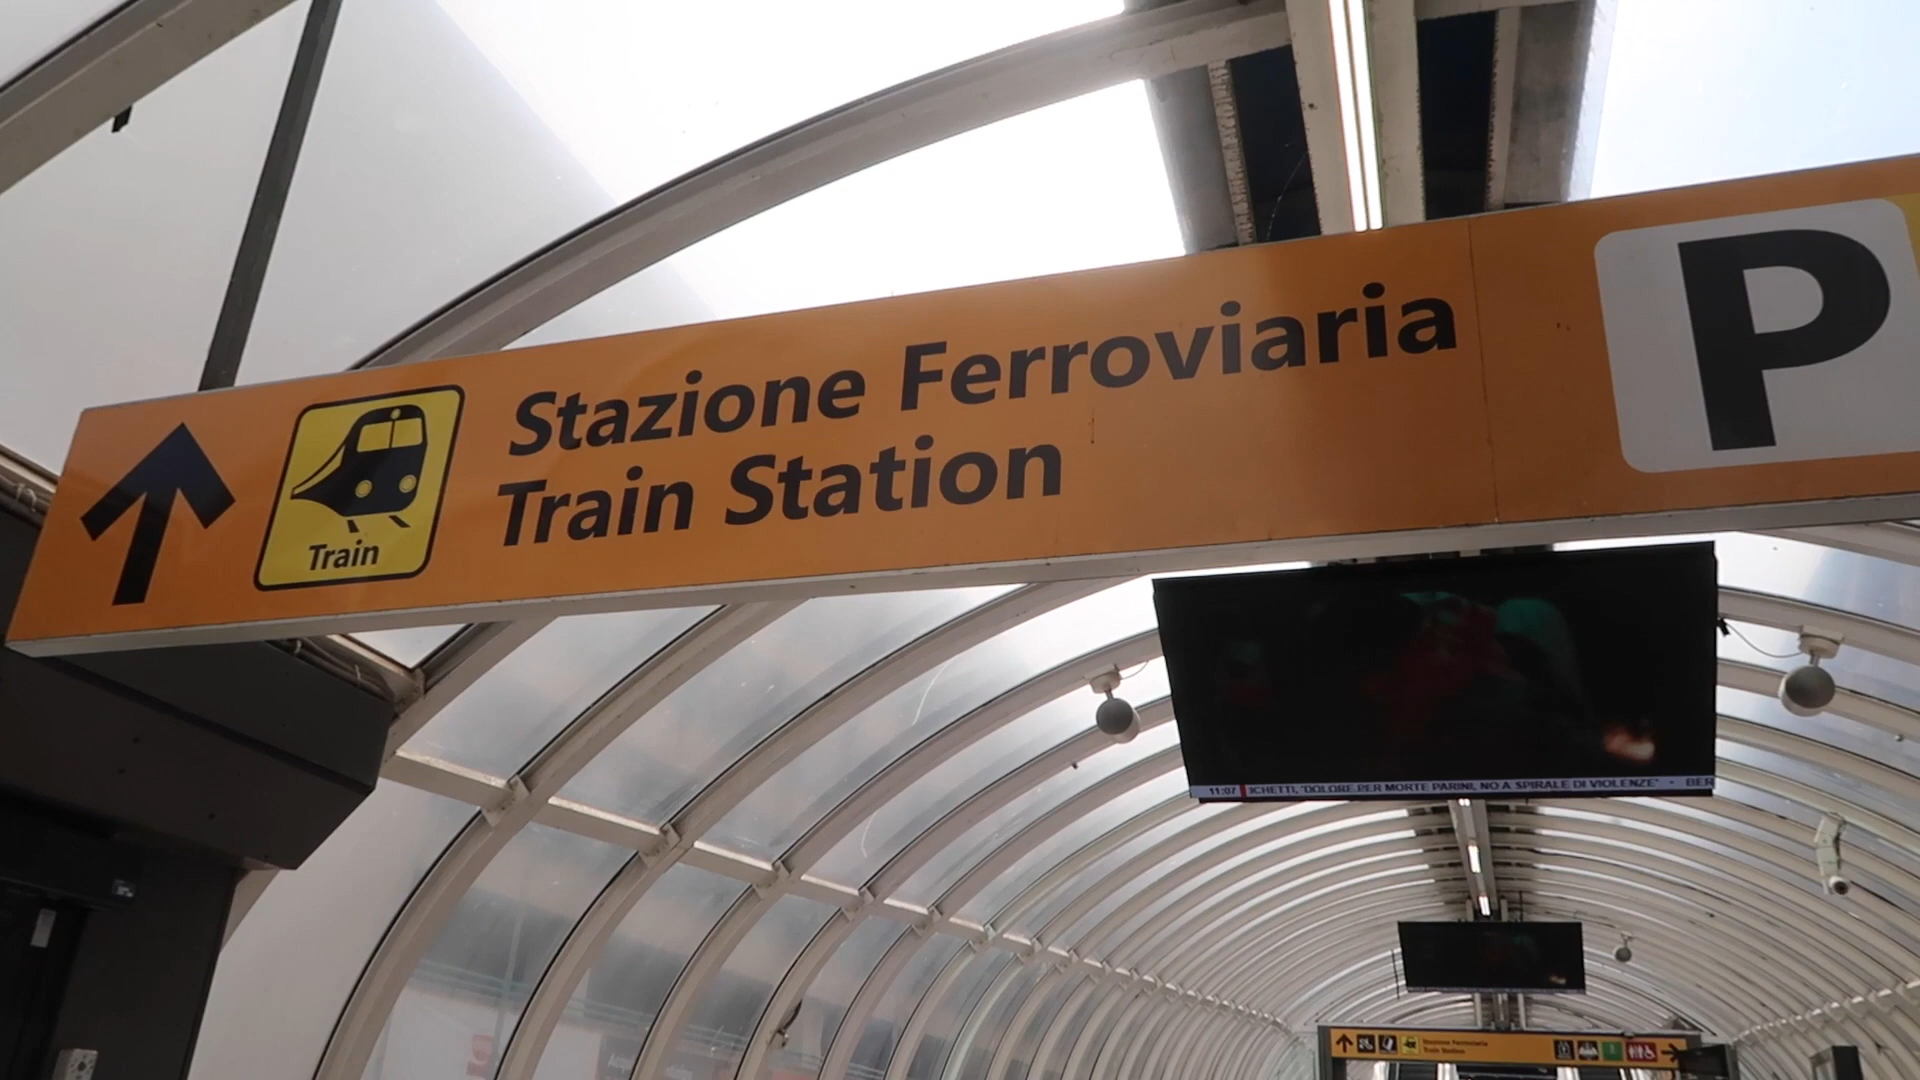 Stazione Ferroviaria
Train Station
Train
P
11:07 ICHETTI, "DOLORE PER MORTE PARINI, NO A SPIRALE DI VIOLENZE" - BER
Stazione Ferroviaria
Train Station